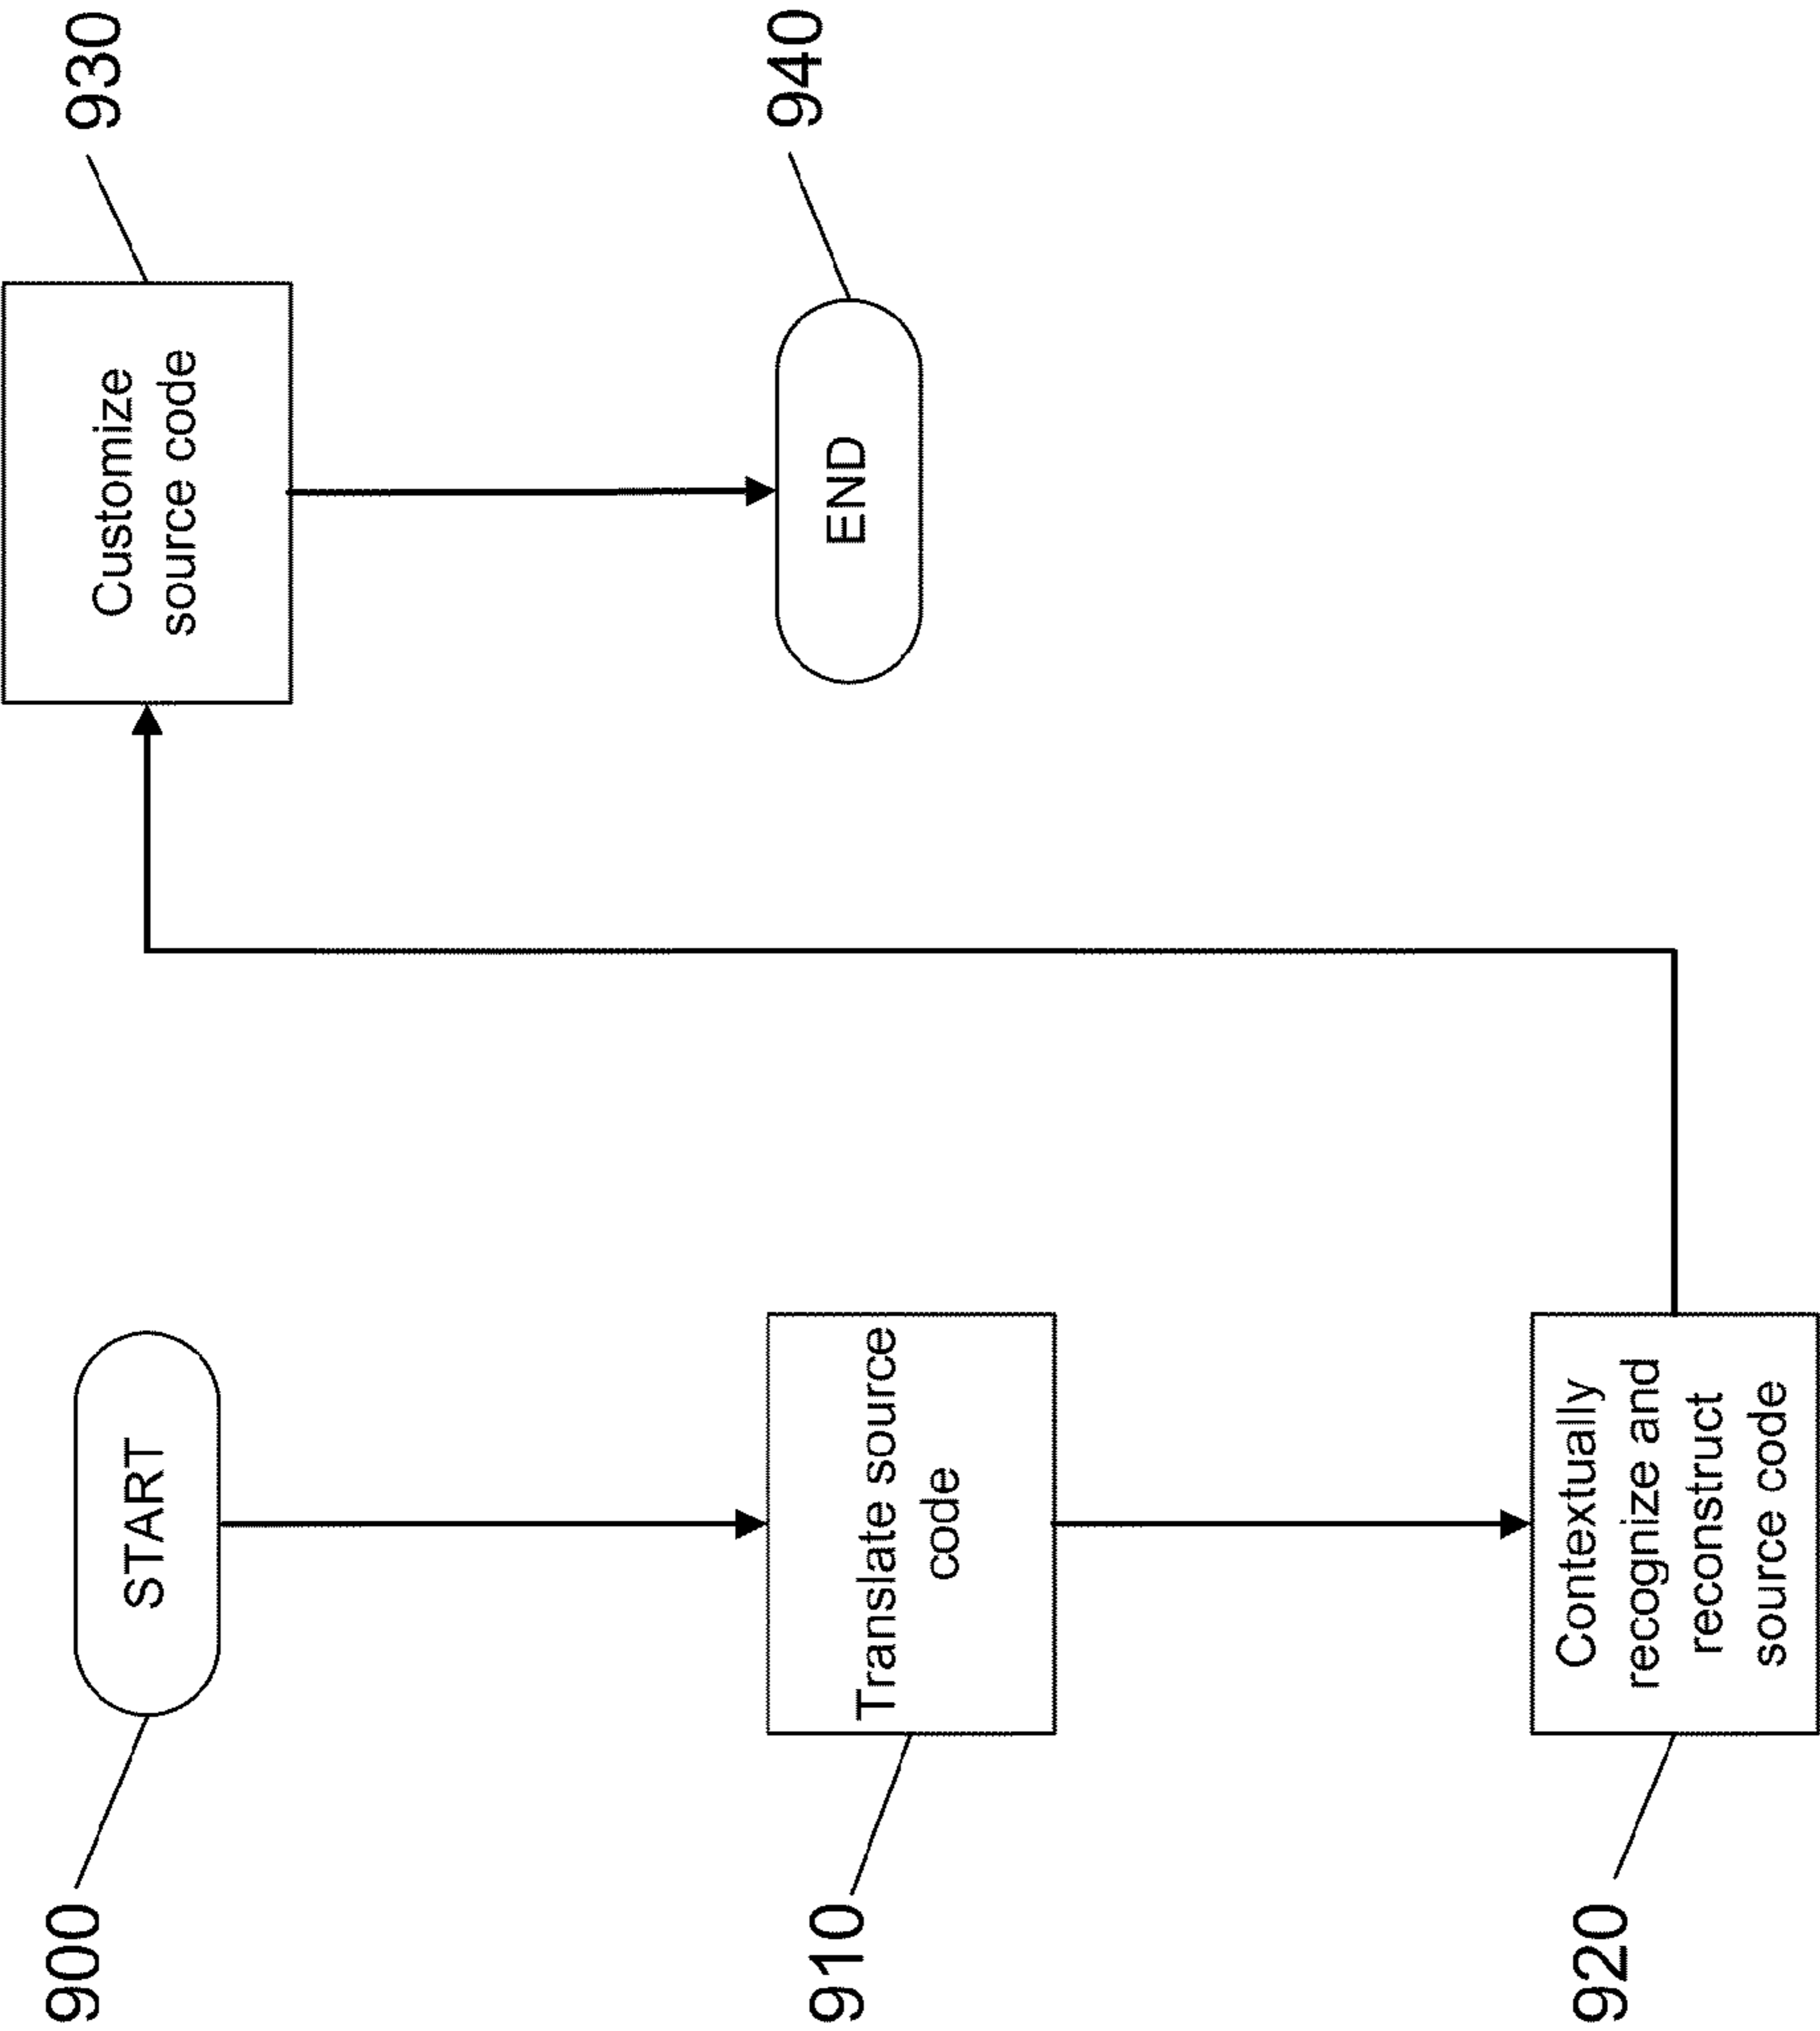 900
START
910
Translate source
code
920
Contextually
recognize and
reconstruct
source code
930
Customize
source code
940
END